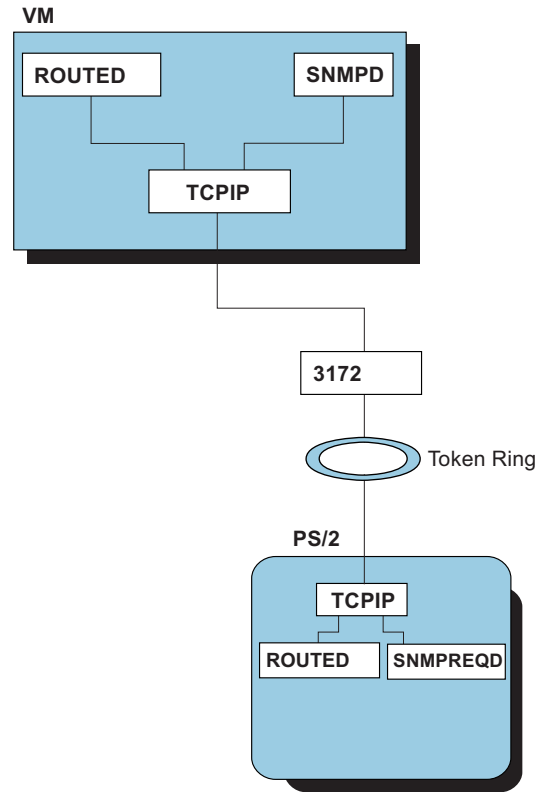 VM
ROUTED
SNMPD
TCPIP
3172
Token Ring
PS/2
TCPIP
ROUTED
SNMPREQD